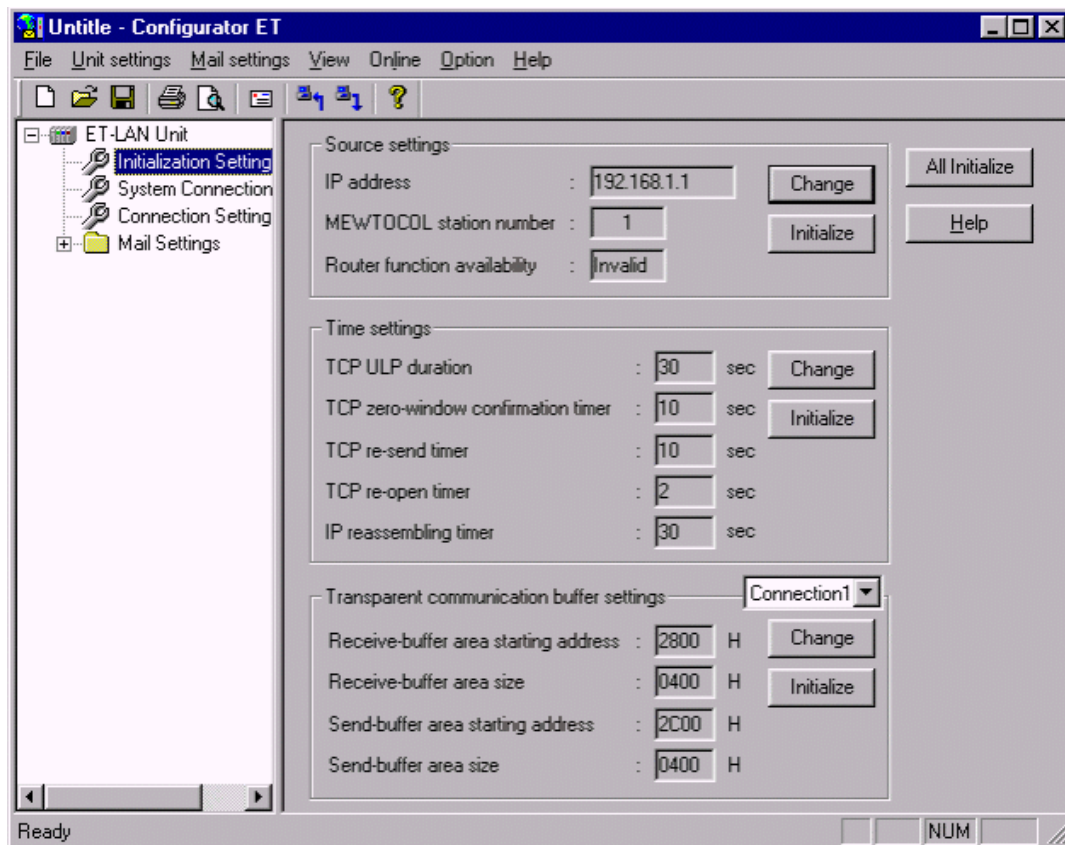 Untitle - Configurator ET
File Unit settings Mail settings View Online Option Help
ET-LAN Unit
Initialization Setting
System Connection
Connection Setting
Mail Settings
Source settings
IP address : 192.168.1.1
MEWTOCOL station number : 1
Router function availability : Invalid
Change
Initialize
All Initialize
Help
Time settings
TCP ULP duration : 30 sec
TCP zero-window confirmation timer : 10 sec
TCP re-send timer : 10 sec
TCP re-open timer : 2 sec
IP reassembling timer : 30 sec
Change
Initialize
Transparent communication buffer settings Connection1
Receive-buffer area starting address : 2800 H
Receive-buffer area size : 0400 H
Send-buffer area starting address : 2C00 H
Send-buffer area size : 0400 H
Change
Initialize
Ready NUM